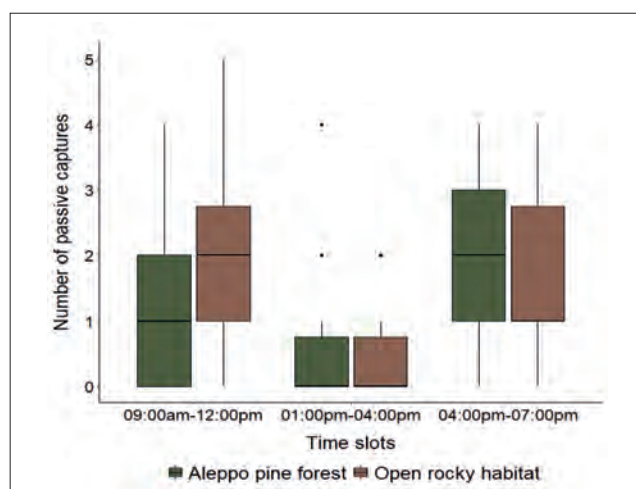 Number of passive captures
5
4
3
2
1
0
09:00am-12:00pm 01:00pm-04:00pm 04:00pm-07:00pm
Time slots
Aleppo pine forest Open rocky habitat